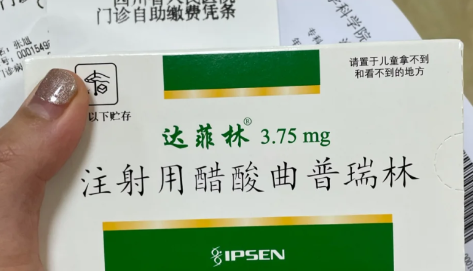 门诊自助缴费凭条
000154
请置于儿童拿不到
和看不到的地方
以下贮存
达菲林® 3.75 mg
注射用醋酸曲普瑞林
IPSEN